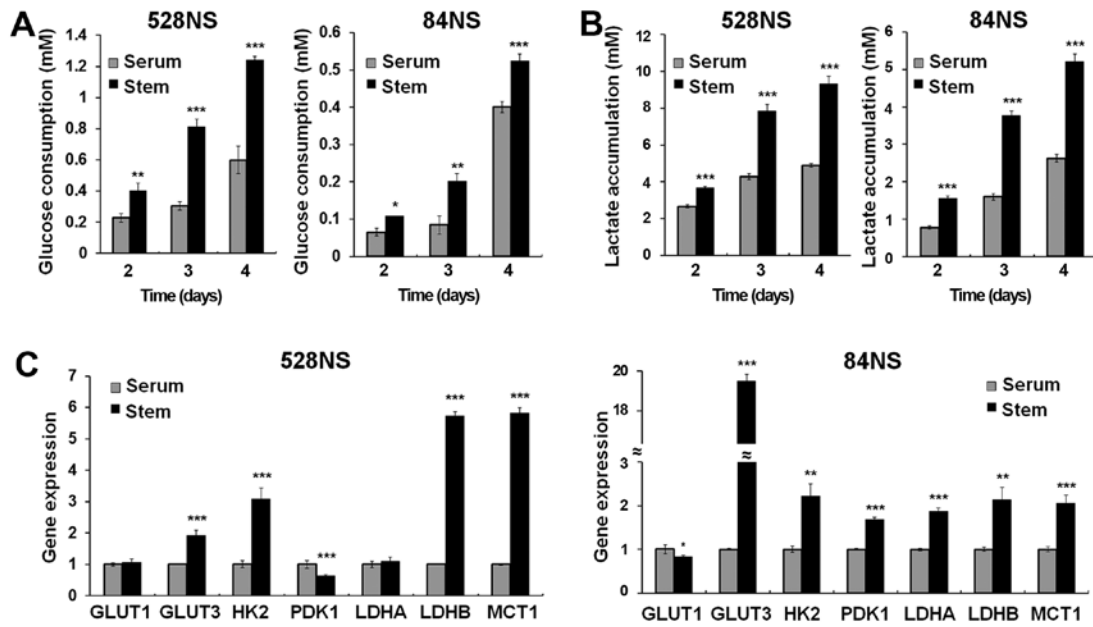 A
528NS
Glucose consumption (mM)
1.6
1.4
1.2
1
0.8
0.6
0.4
0.2
0
Serum
Stem
**
***
***
2 3 4
Time (days)
84NS
Glucose consumption (mM)
0.6
0.5
0.4
0.3
0.2
0.1
0
Serum
Stem
*
**
***
2 3 4
Time (days)
B
528NS
Lactate accumulation (mM)
12
10
8
6
4
2
0
Serum
Stem
***
***
***
2 3 4
Time (days)
84NS
Lactate accumulation (mM)
6
5
4
3
2
1
0
Serum
Stem
***
***
***
2 3 4
Time (days)
C
528NS
Gene expression
7
6
5
4
3
2
1
0
Serum
Stem
***
***
***
***
***
GLUT1 GLUT3 HK2 PDK1 LDHA LDHB MCT1
84NS
Gene expression
20
18
≈ ≈
3
2
1
0
Serum
Stem
*
***
**
***
***
**
***
GLUT1 GLUT3 HK2 PDK1 LDHA LDHB MCT1